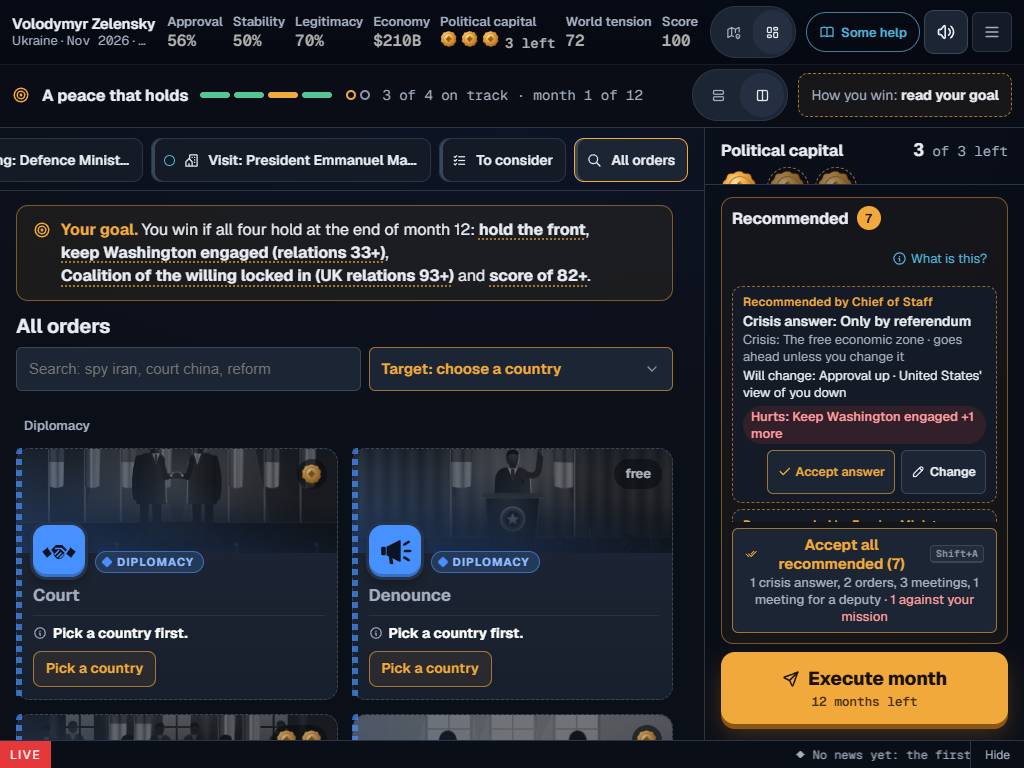 Volodymyr Zelensky
Ukraine · Nov 2026 · …
Approval
56%
Stability
50%
Legitimacy
70%
Economy
$210B
Political capital
3 left
World tension
72
Score
100
Some help
A peace that holds
3 of 4 on track · month 1 of 12
How you win: read your goal
ng: Defence Minist…
Visit: President Emmanuel Ma…
To consider
All orders
Your goal. You win if all four hold at the end of month 12: hold the front,
keep Washington engaged (relations 33+),
Coalition of the willing locked in (UK relations 93+) and score of 82+.
All orders
Search: spy iran, court china, reform
Target: choose a country
Diplomacy
DIPLOMACY
Court
Pick a country first.
Pick a country
free
DIPLOMACY
Denounce
Pick a country first.
Pick a country
Political capital
3 of 3 left
Recommended 7
What is this?
Recommended by Chief of Staff
Crisis answer: Only by referendum
Crisis: The free economic zone · goes
ahead unless you change it
Will change: Approval up · United States'
view of you down
Hurts: Keep Washington engaged +1
more
Accept answer
Change
Accept all
recommended (7)
Shift+A
1 crisis answer, 2 orders, 3 meetings, 1
meeting for a deputy · 1 against your
mission
Execute month
12 months left
LIVE
No news yet: the first
Hide